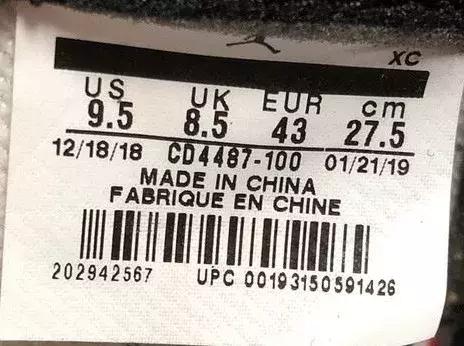 XC
US UK EUR cm
9.5 8.5 43 27.5
12/18/18 CD4487-100 01/21/19
MADE IN CHINA
FABRIQUE EN CHINE
202942567 UPC 00193150591426